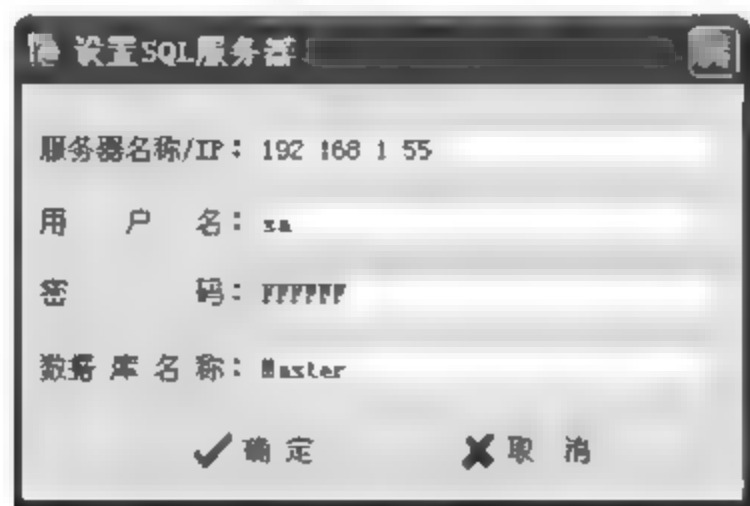 设置SQL服务器
服务器名称/IP：192 168 1 55
用 户 名：sa
密 码：FFFFFF
数据库名称：Master
确定 取消